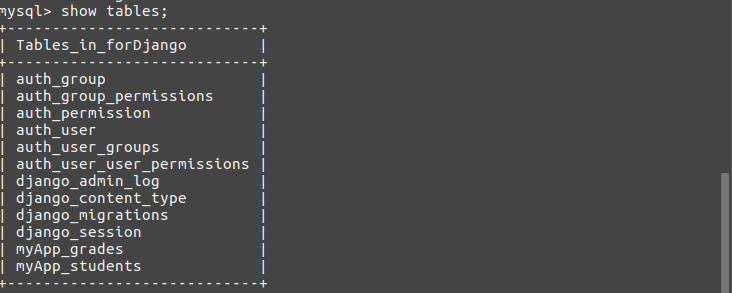 mysql> show tables;
+----------------------------+
| Tables_in_forDjango        |
+----------------------------+
| auth_group                 |
| auth_group_permissions     |
| auth_permission            |
| auth_user                  |
| auth_user_groups           |
| auth_user_user_permissions |
| django_admin_log           |
| django_content_type        |
| django_migrations          |
| django_session             |
| myApp_grades               |
| myApp_students             |
+----------------------------+